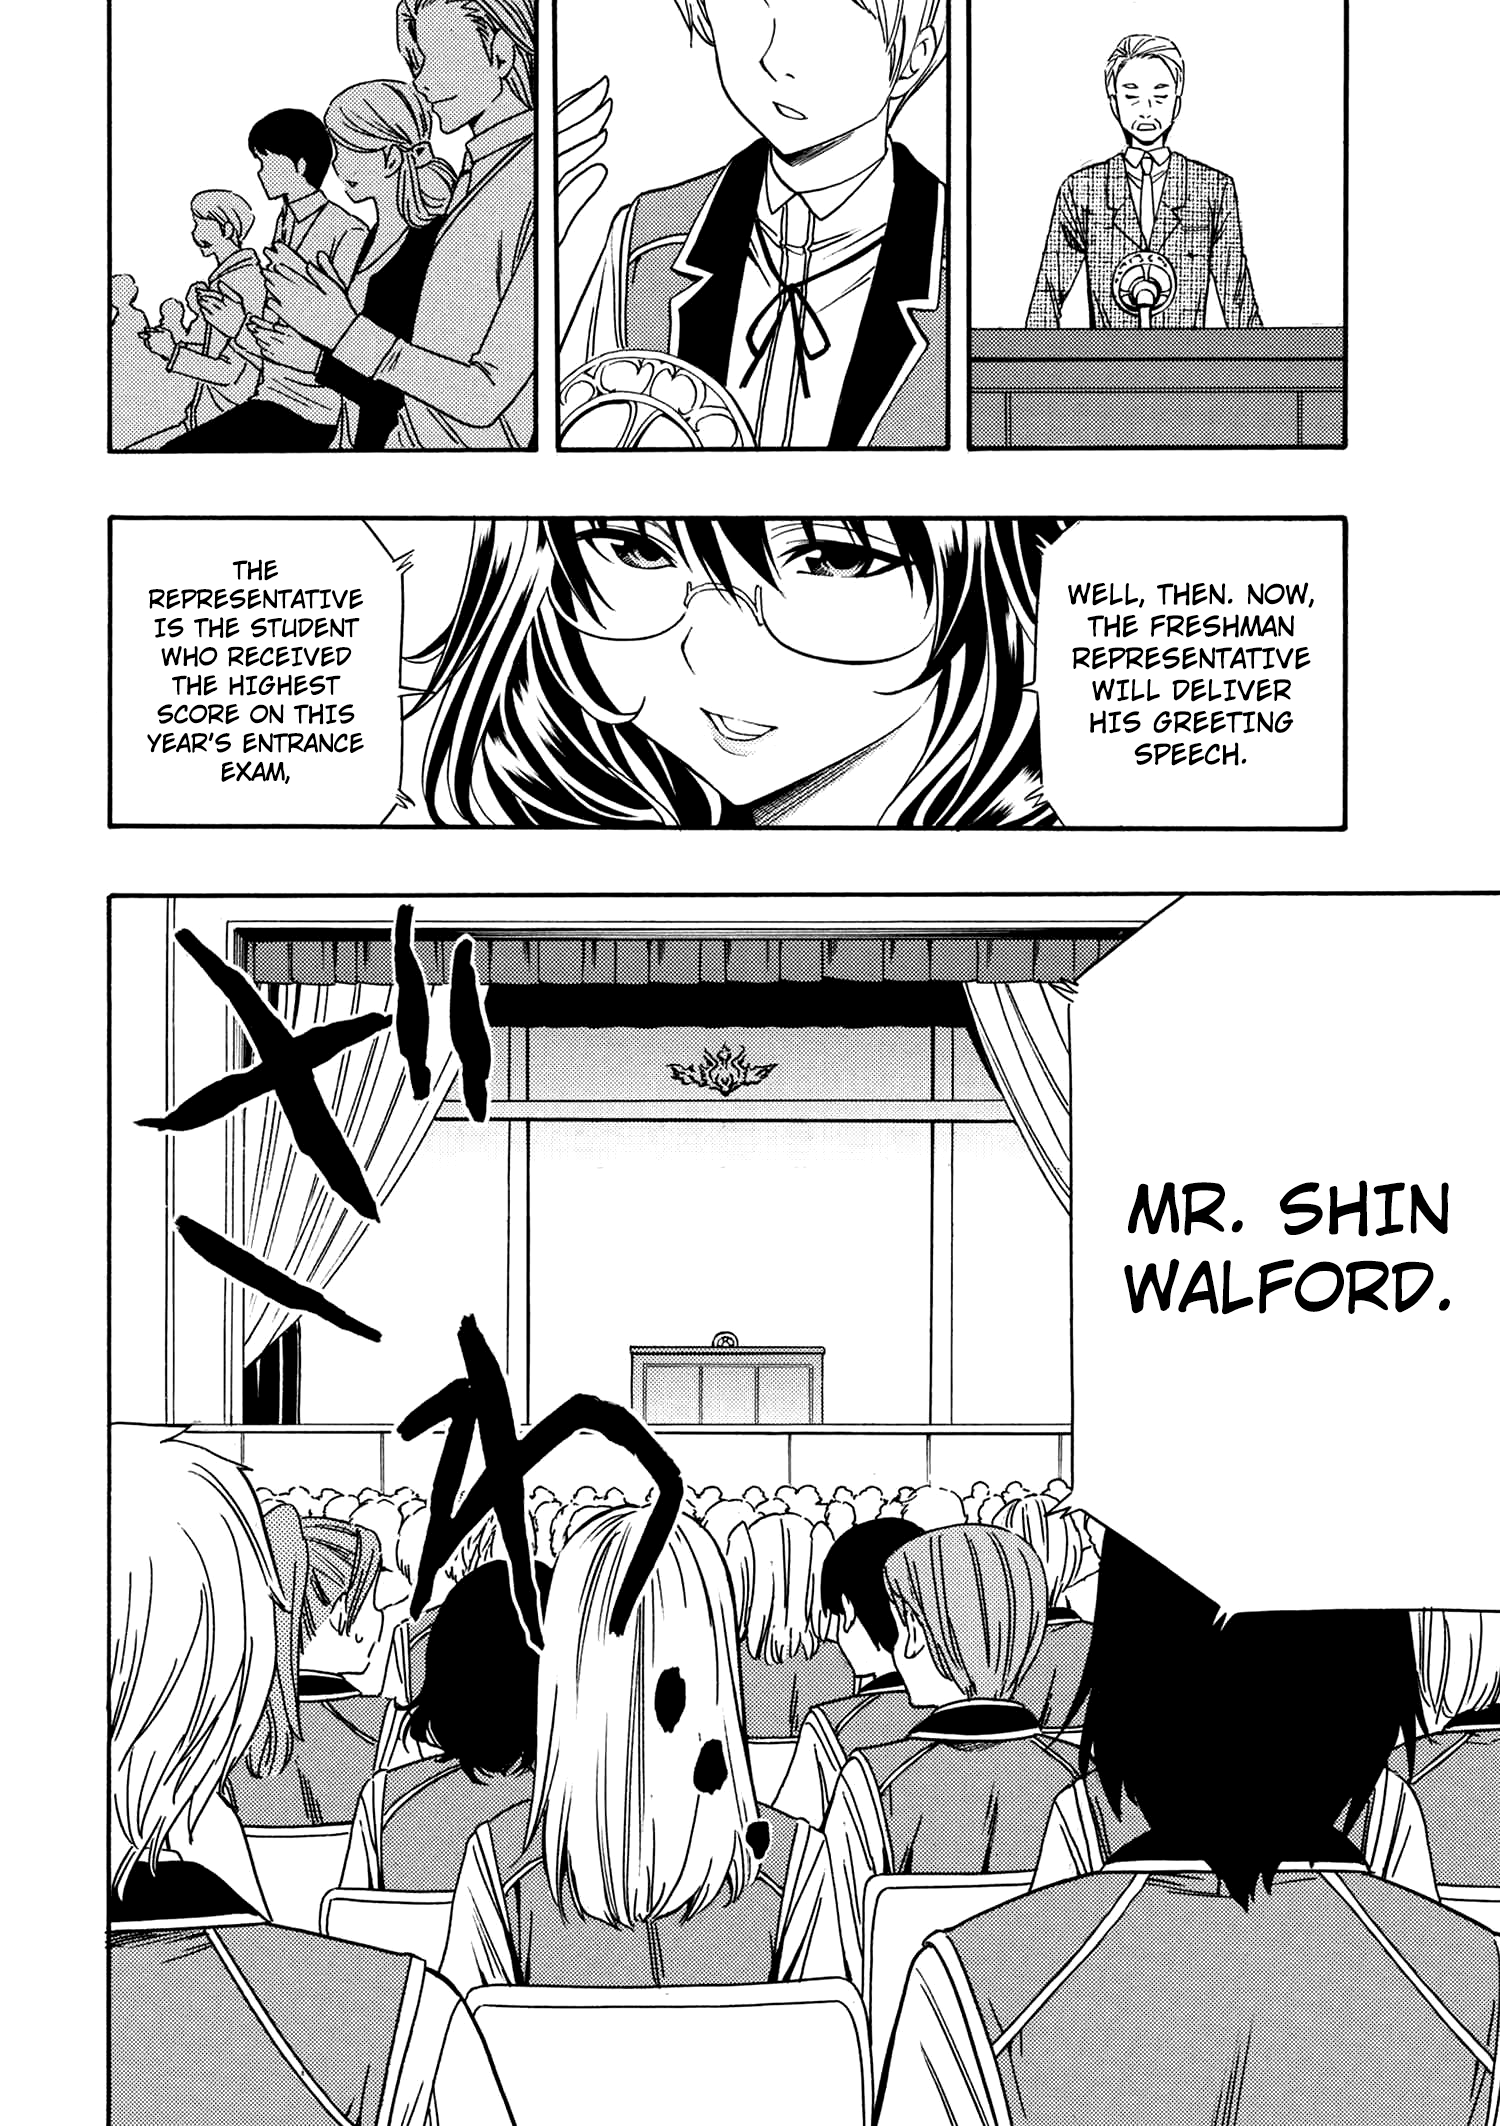 WELL, THEN. NOW,
THE FRESHMAN
REPRESENTATIVE
WILL DELIVER
HIS GREETING
SPEECH.
THE
REPRESENTATIVE
IS THE STUDENT
WHO RECEIVED
THE HIGHEST
SCORE ON THIS
YEAR'S ENTRANCE
EXAM,
MR. SHIN
WALFORD.